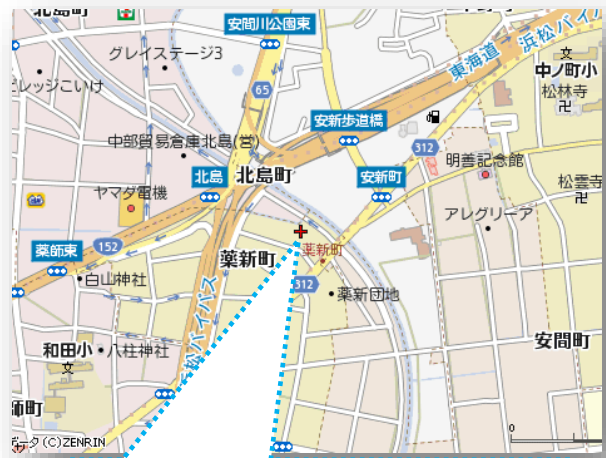 北島町
安間川公園東
グレイステージ3
東海道
浜松バイパ
中ノ町小
松林寺
ビレッジこいけ
65
安新歩道橋
中部貿易倉庫北島(営)
312
明善記念館
北島
北島町
安新町
松雲寺
ヤマダ電機
アレグリーア
薬師東
152
薬新町
薬新町
白山神社
312
薬新団地
松バイパス
安間町
和田小
八柱神社
師町
0
データ(C)ZENRIN